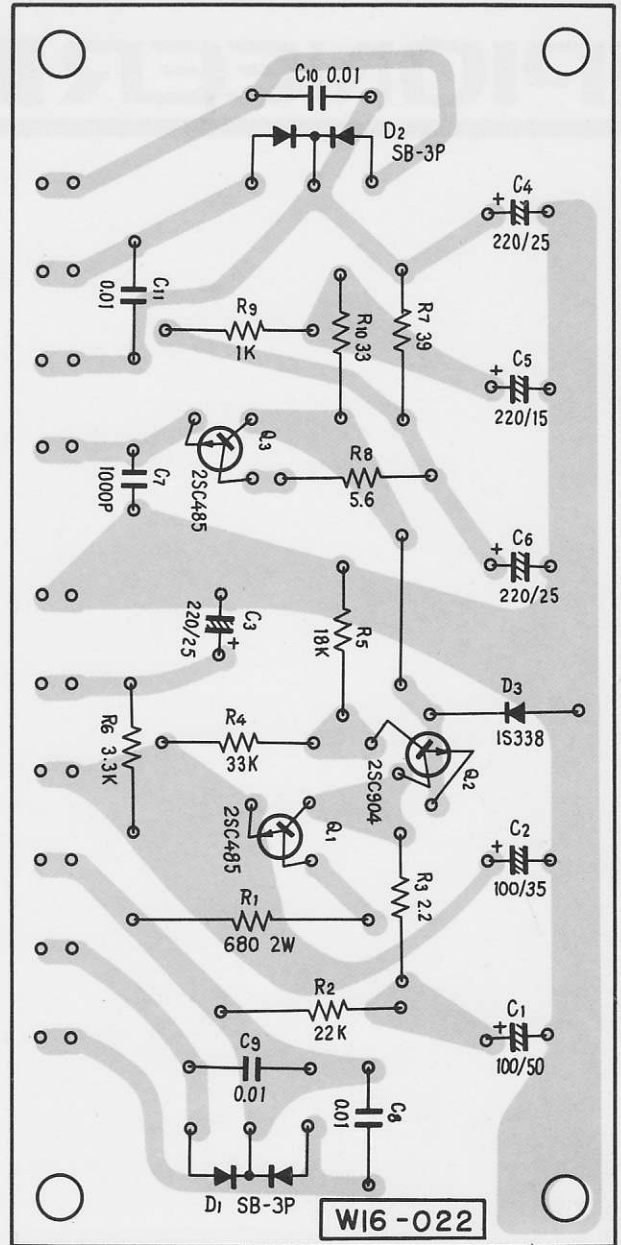 C10 0.01
D2
SB-3P
C4
220/25
C11
0.01
R9
1K
R10 33
R7 39
C5
220/15
Q3
2SC485
R8
5.6
C7
1000P
C6
220/25
C3
220/25
R5
18K
D3
1S338
R6 3.3K
R4
33K
Q2
2SC904
Q1
2SC485
C2
100/35
R1
680 2W
R3 2.2
R2
22K
C1
100/50
C9
0.01
C8
0.01
D1 SB-3P
W16-022